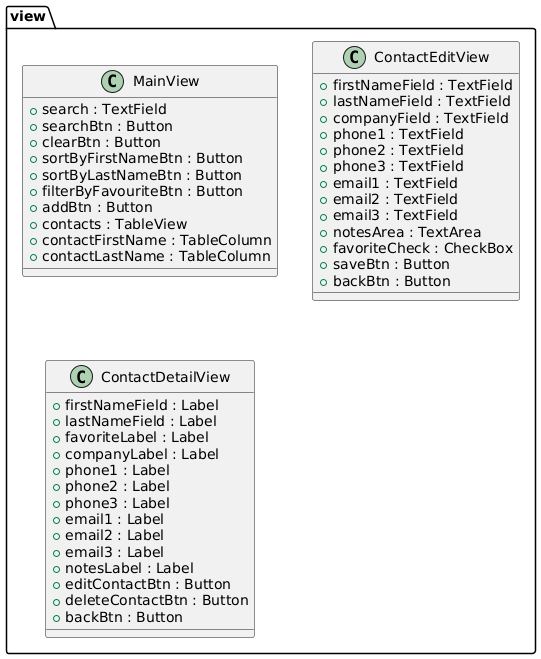 view
C MainView
search : TextField
searchBtn : Button
clearBtn : Button
sortByFirstNameBtn : Button
sortByLastNameBtn : Button
filterByFavouriteBtn : Button
addBtn : Button
contacts : TableView
contactFirstName : TableColumn
contactLastName : TableColumn
C ContactEditView
firstNameField : TextField
lastNameField : TextField
companyField : TextField
phone1 : TextField
phone2 : TextField
phone3 : TextField
email1 : TextField
email2 : TextField
email3 : TextField
notesArea : TextArea
favoriteCheck : CheckBox
saveBtn : Button
backBtn : Button
C ContactDetailView
firstNameField : Label
lastNameField : Label
favoriteLabel : Label
companyLabel : Label
phone1 : Label
phone2 : Label
phone3 : Label
email1 : Label
email2 : Label
email3 : Label
notesLabel : Label
editContactBtn : Button
deleteContactBtn : Button
backBtn : Button